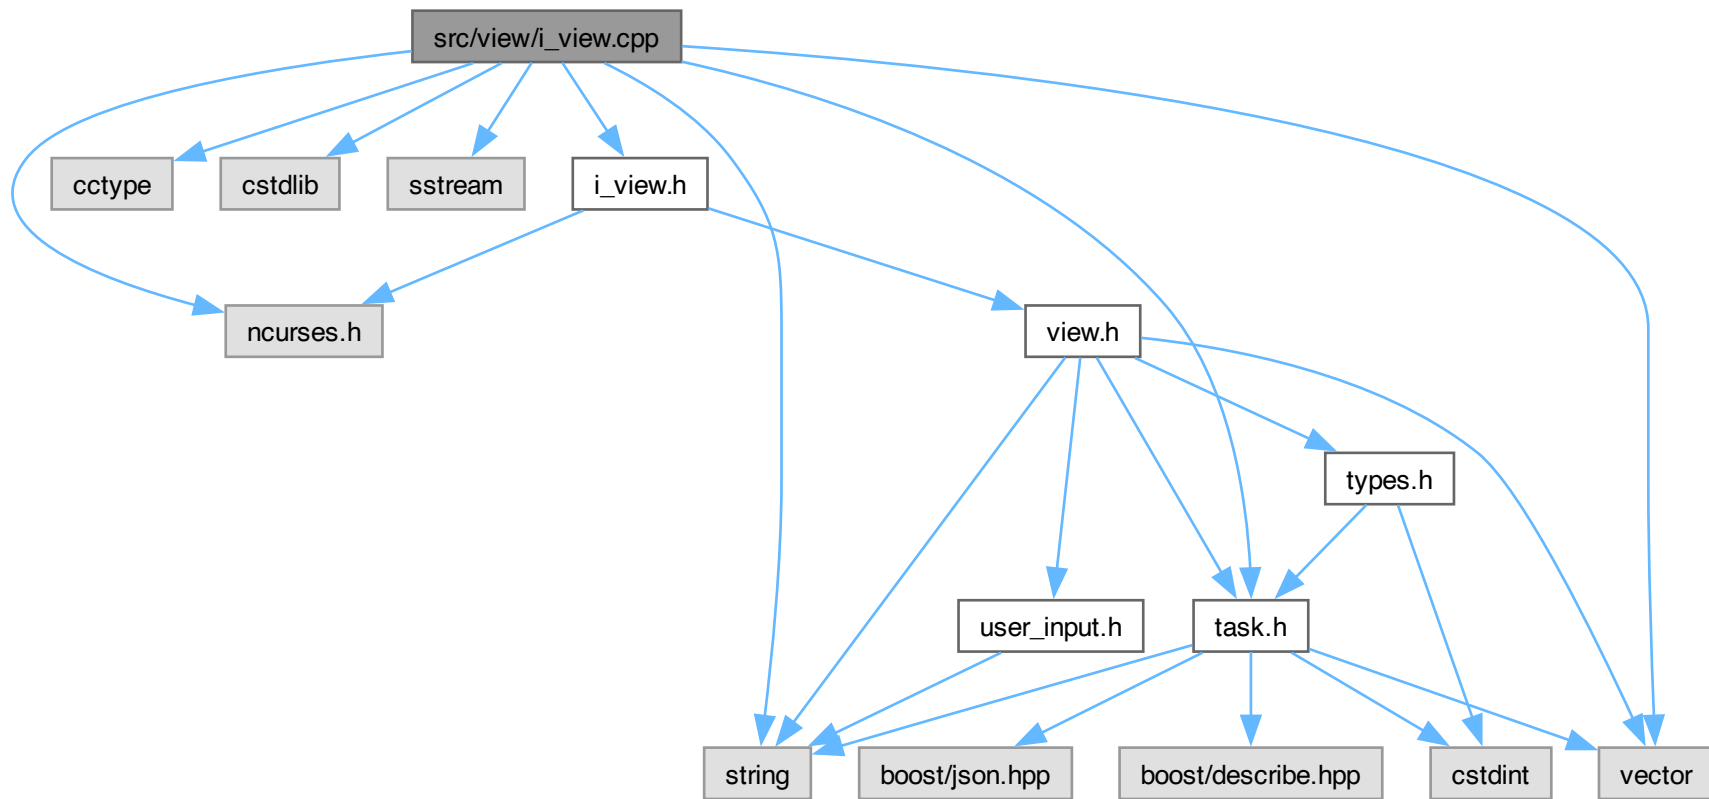 src/view/i_view.cpp
cctype
cstdlib
sstream
i_view.h
ncurses.h
view.h
types.h
user_input.h
task.h
string
boost/json.hpp
boost/describe.hpp
cstdint
vector